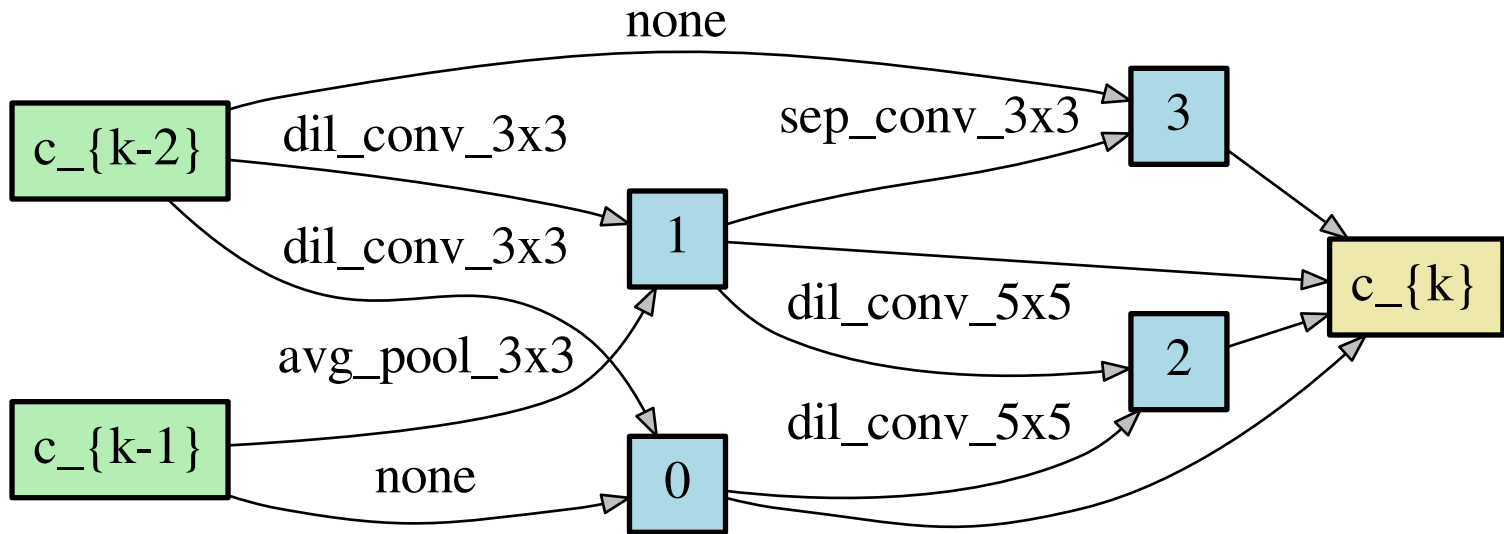 none
c_{k-2}
dil_conv_3x3
sep_conv_3x3
3
dil_conv_3x3
1
c_{k}
dil_conv_5x5
avg_pool_3x3
2
c_{k-1}
dil_conv_5x5
none
0